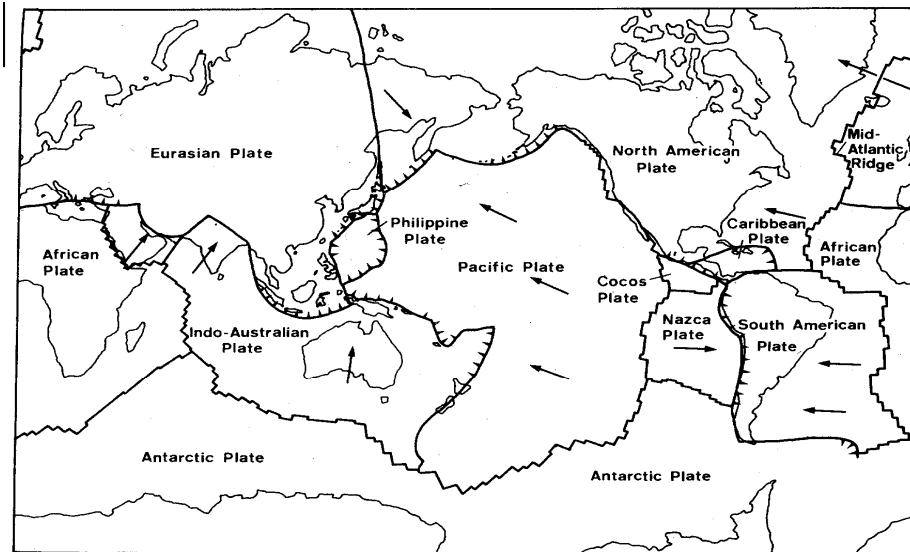 Eurasian Plate
North American
Plate
Mid-
Atlantic
Ridge
African
Plate
Philippine
Plate
Pacific Plate
Caribbean
Plate
African
Plate
Cocos
Plate
Indo-Australian
Plate
Nazca
Plate
South American
Plate
Antarctic Plate
Antarctic Plate